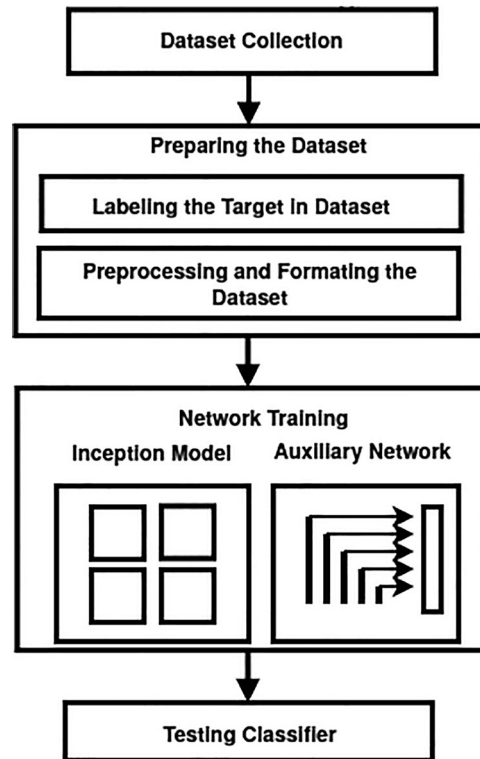 Dataset Collection
Preparing the Dataset
Labeling the Target in Dataset
Preprocessing and Formating the
Dataset
Network Training
Inception Model
Auxiliary Network
Testing Classifier